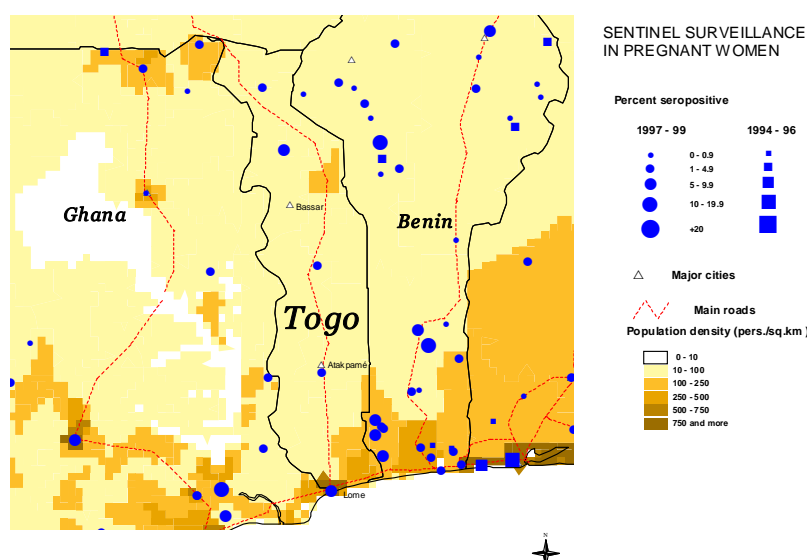 SENTINEL SURVEILLANCE
IN PREGNANT WOMEN
Percent seropositive
1997 - 99
1994 - 96
0 - 0.9
1 - 4.9
5 - 9.9
10 - 19.9
+20
Major cities
Main roads
Population density (pers./sq.km)
0 - 10
10 - 100
100 - 250
250 - 500
500 - 750
750 and more
Ghana
Bassar
Benin
Togo
Atakpamé
Lome
N